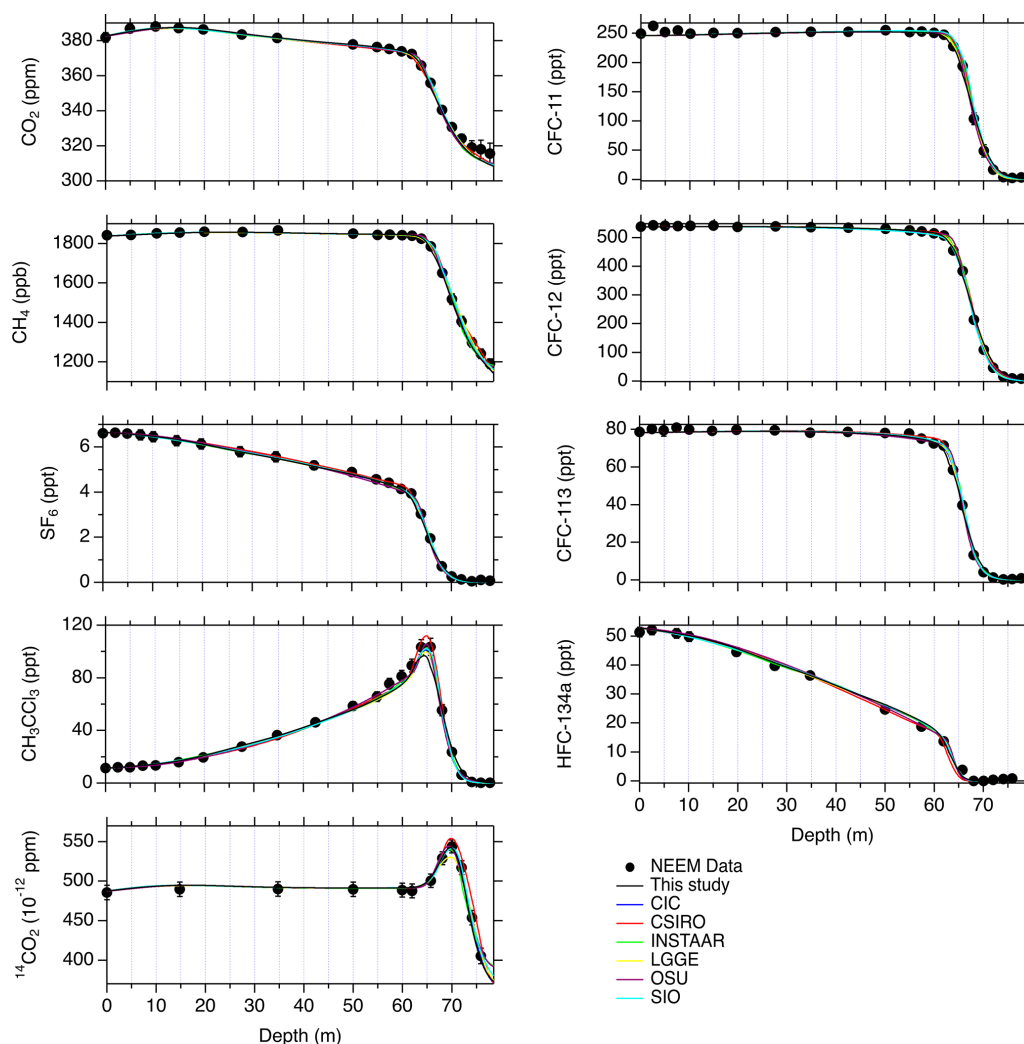 CO2 (ppm)
380
360
340
320
300
CFC-11 (ppt)
250
200
150
100
50
0
CH4 (ppb)
1800
1600
1400
1200
CFC-12 (ppt)
500
400
300
200
100
0
SF6 (ppt)
6
4
2
0
CFC-113 (ppt)
80
60
40
20
0
CH3CCl3 (ppt)
120
80
40
0
HFC-134a (ppt)
50
40
30
20
10
0
0 10 20 30 40 50 60 70
Depth (m)
14CO2 (10-12 ppm)
550
500
450
400
0 10 20 30 40 50 60 70
Depth (m)
NEEM Data
This study
CIC
CSIRO
INSTAAR
LGGE
OSU
SIO